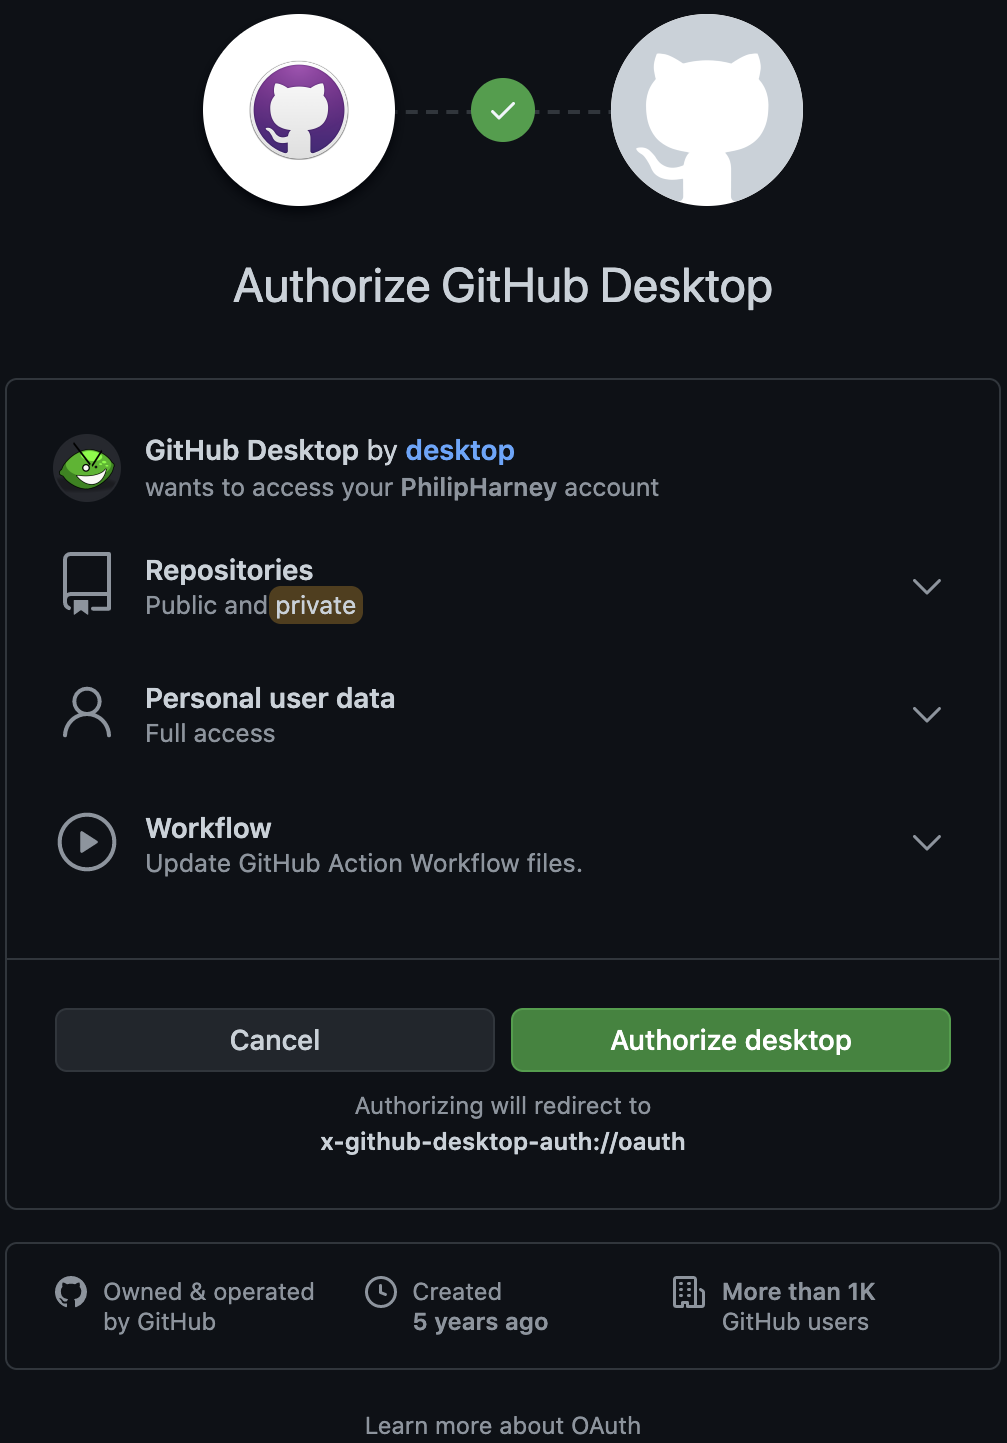 Authorize GitHub Desktop
GitHub Desktop by desktop
wants to access your PhilipHarney account
Repositories
Public and private
Personal user data
Full access
Workflow
Update GitHub Action Workflow files.
Cancel
Authorize desktop
Authorizing will redirect to
x-github-desktop-auth://oauth
Owned & operated
by GitHub
Created
5 years ago
More than 1K
GitHub users
Learn more about OAuth